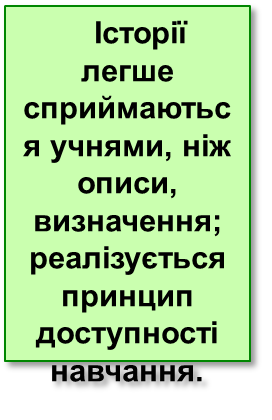 Історії
легше
сприймаютьс
я учнями, ніж
описи,
визначення;
реалізується
принцип
доступності
навчання.